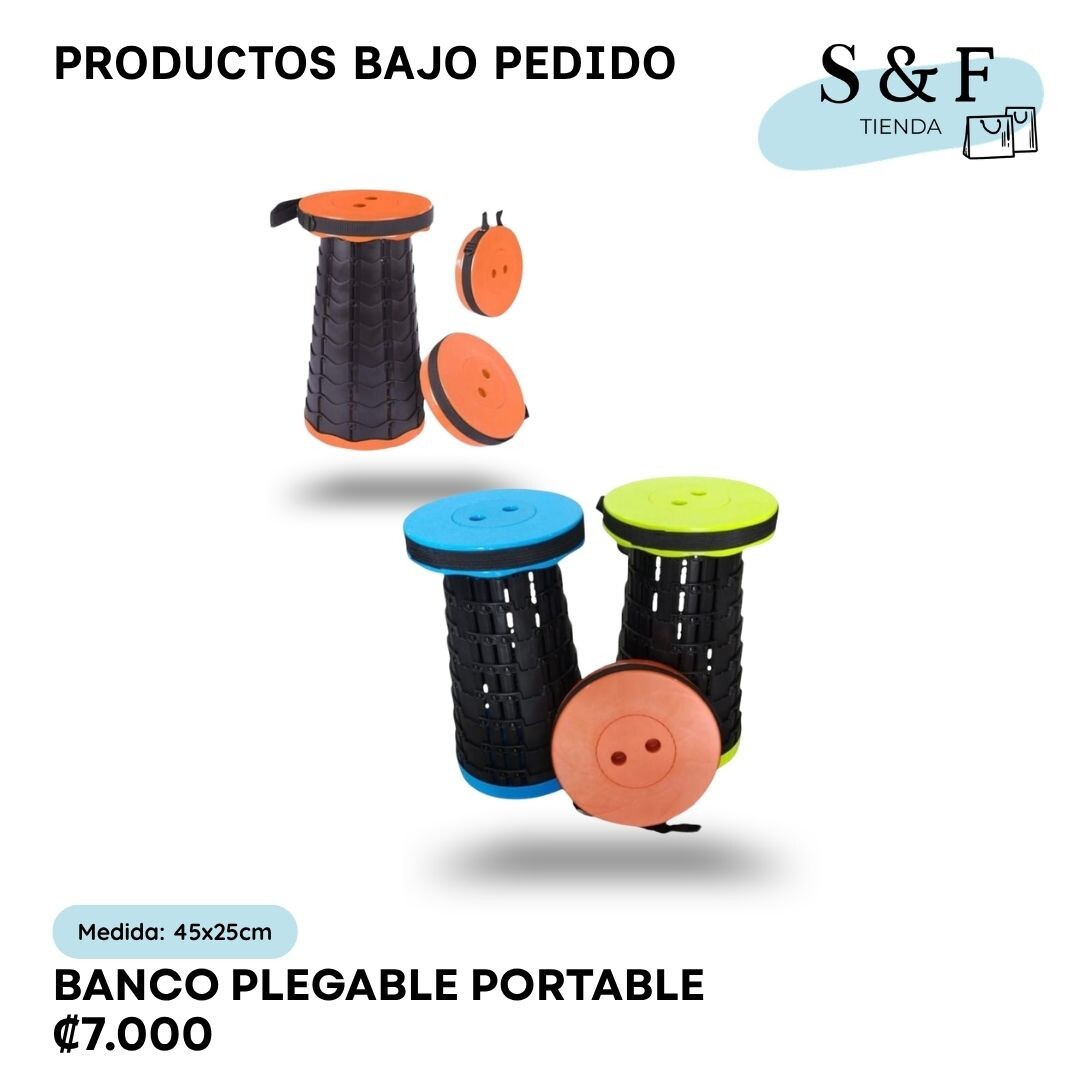 PRODUCTOS BAJO PEDIDO
S & F
TIENDA
Medida: 45x25cm
BANCO PLEGABLE PORTABLE
₡7.000